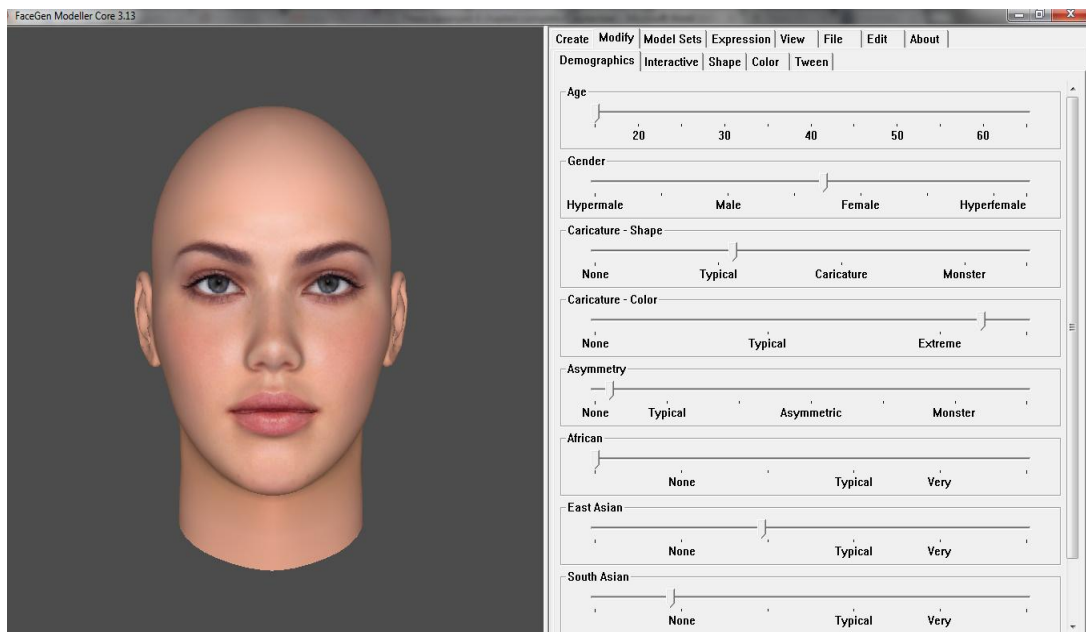 FaceGen Modeller Core 3.13
Create Modify Model Sets Expression View File Edit About
Demographics Interactive Shape Color Tween
Age
20 30 40 50 60
Gender
Hypermale Male Female Hyperfemale
Caricature - Shape
None Typical Caricature Monster
Caricature - Color
None Typical Extreme
Asymmetry
None Typical Asymmetric Monster
African
None Typical Very
East Asian
None Typical Very
South Asian
None Typical Very